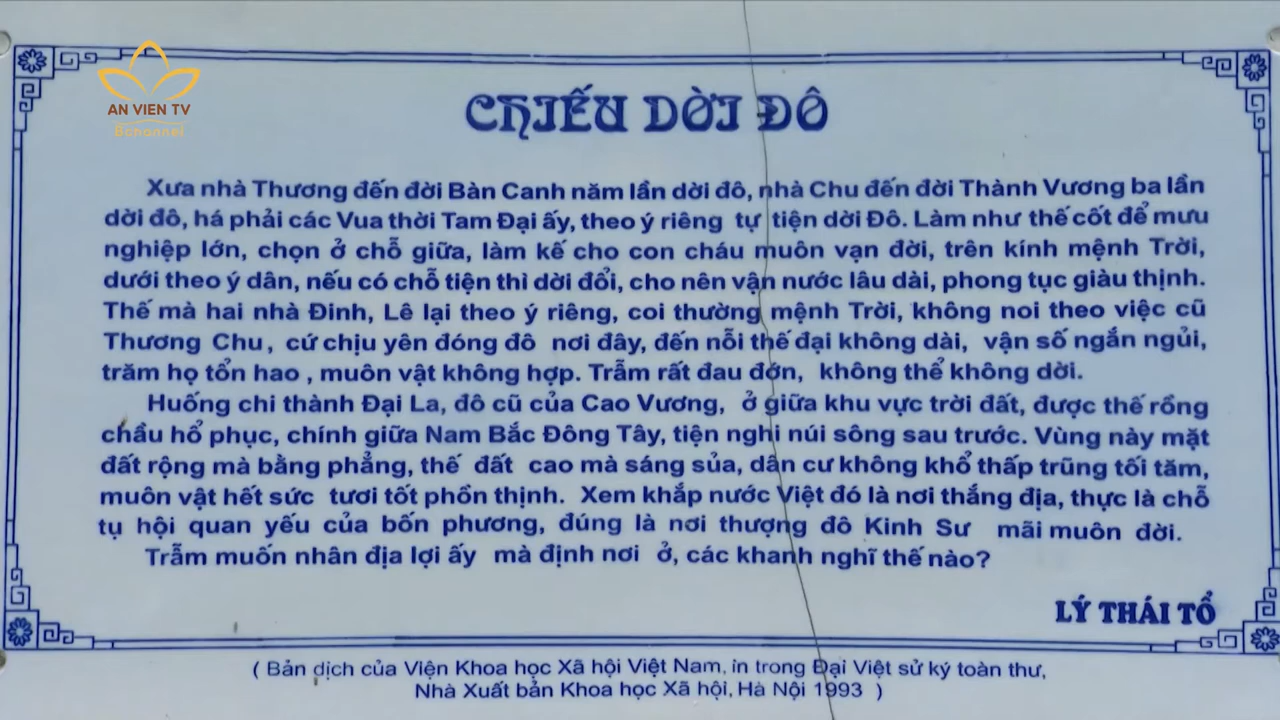 AN VIEN TV
Bchannel
CHIẾU DỜI ĐÔ
Xưa nhà Thương đến đời Bàn Canh năm lần dời đô, nhà Chu đến đời Thành Vương ba lần
dời đô, há phải các Vua thời Tam Đại ấy, theo ý riêng tự tiện dời Đô. Làm như thế cốt để mưu
nghiệp lớn, chọn ở chỗ giữa, làm kế cho con cháu muôn vạn đời, trên kính mệnh Trời,
dưới theo ý dân, nếu có chỗ tiện thì dời đổi, cho nên vận nước lâu dài, phong tục giàu thịnh.
Thế mà hai nhà Đinh, Lê lại theo ý riêng, coi thường mệnh Trời, không noi theo việc cũ
Thương Chu, cứ chịu yên đóng đô nơi đây, đến nỗi thế đại không dài, vận số ngắn ngủi,
trăm họ tổn hao , muôn vật không hợp. Trẫm rất đau đớn, không thể không dời.
Huống chi thành Đại La, đô cũ của Cao Vương, ở giữa khu vực trời đất, được thế rồng
chầu hổ phục, chính giữa Nam Bắc Đông Tây, tiện nghi núi sông sau trước. Vùng này mặt
đất rộng mà bằng phẳng, thế đất cao mà sáng sủa, dân cư không khổ thấp trũng tối tăm,
muôn vật hết sức tươi tốt phồn thịnh. Xem khắp nước Việt đó là nơi thắng địa, thực là chỗ
tụ hội quan yếu của bốn phương, đúng là nơi thượng đô Kinh Sư mãi muôn đời.
Trẫm muốn nhân địa lợi ấy mà định nơi ở, các khanh nghĩ thế nào?
LÝ THÁI TỔ
( Bản dịch của Viện Khoa học Xã hội Việt Nam, in trong Đại Việt sử ký toàn thư,
Nhà Xuất bản Khoa học Xã hội, Hà Nội 1993 )